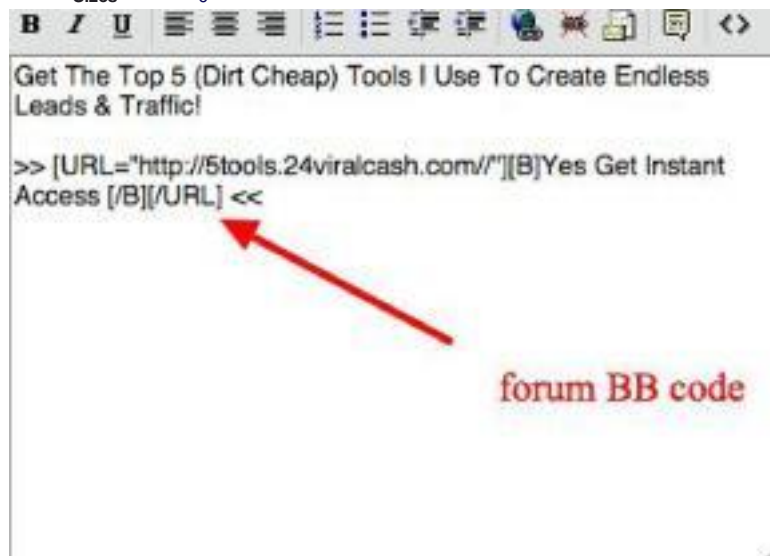 B I U
Get The Top 5 (Dirt Cheap) Tools I Use To Create Endless
Leads & Traffic!
>> [URL="http://5tools.24viralcash.com//"][B]Yes Get Instant
Access [/B][/URL] <<
forum BB code